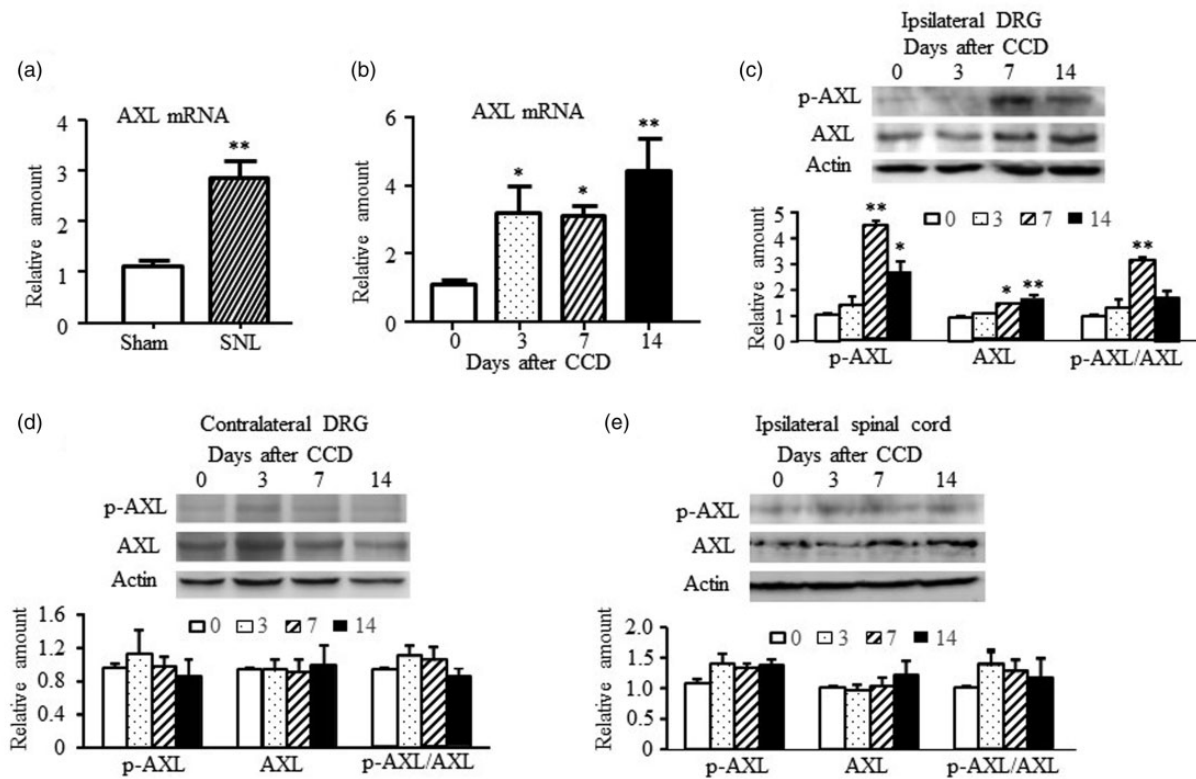 (a)
AXL mRNA
Relative amount
4
3
2
1
0
**
Sham SNL
(b)
AXL mRNA
Relative amount
6
4
2
0
* * **
0 3 7 14
Days after CCD
(c)
Ipsilateral DRG
Days after CCD
0 3 7 14
p-AXL
AXL
Actin
0 3 7 14
Relative amount
5
4
3
2
1
0
** * * ** **
p-AXL AXL p-AXL/AXL
(d)
Contralateral DRG
Days after CCD
0 3 7 14
p-AXL
AXL
Actin
0 3 7 14
Relative amount
1.6
1.2
0.8
0.4
0
p-AXL AXL p-AXL/AXL
(e)
Ipsilateral spinal cord
Days after CCD
0 3 7 14
p-AXL
AXL
Actin
0 3 7 14
Relative amount
2.0
1.5
1.0
0.5
0
p-AXL AXL p-AXL/AXL